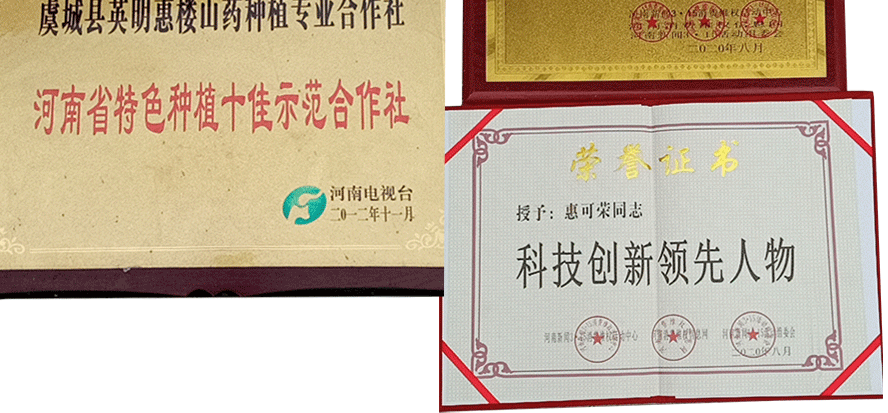 虞城县英明惠楼山药种植专业合作社
河南省特色种植十佳示范合作社
河南电视台
二〇一二年十一月
二〇二〇年八月
荣誉证书
授予：惠可荣同志
科技创新领先人物
二〇二〇年八月